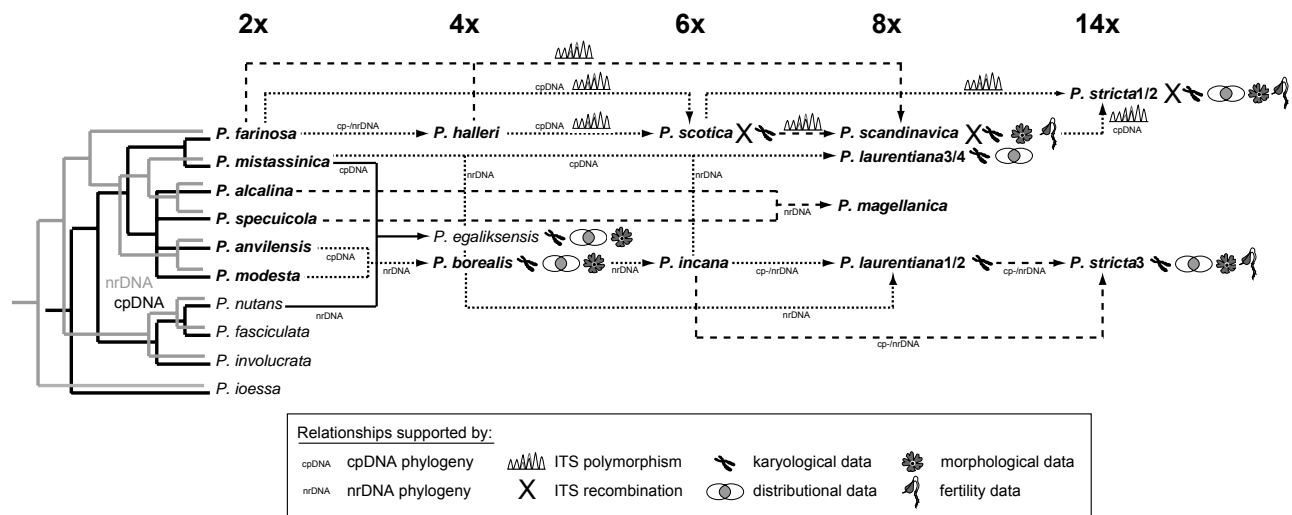 2x 4x 6x 8x 14x
cpDNA
P. stricta1/2
P. farinosa cp-/nrDNA P. halleri cpDNA P. scotica P. scandinavica cpDNA
P. mistassinica cpDNA cpDNA P. laurentiana3/4
nrDNA nrDNA
P. alcalina
P. specuicola nrDNA P. magellanica
P. egaliksensis
P. anvilensis cpDNA
P. modesta nrDNA P. borealis nrDNA P. incana cp-/nrDNA P. laurentiana1/2 cp-/nrDNA P. stricta3
nrDNA
cpDNA
P. nutans nrDNA nrDNA
P. fasciculata
cp-/nrDNA
P. involucrata
P. ioessa
Relationships supported by:
cpDNA cpDNA phylogeny ITS polymorphism karyological data morphological data
nrDNA nrDNA phylogeny ITS recombination distributional data fertility data